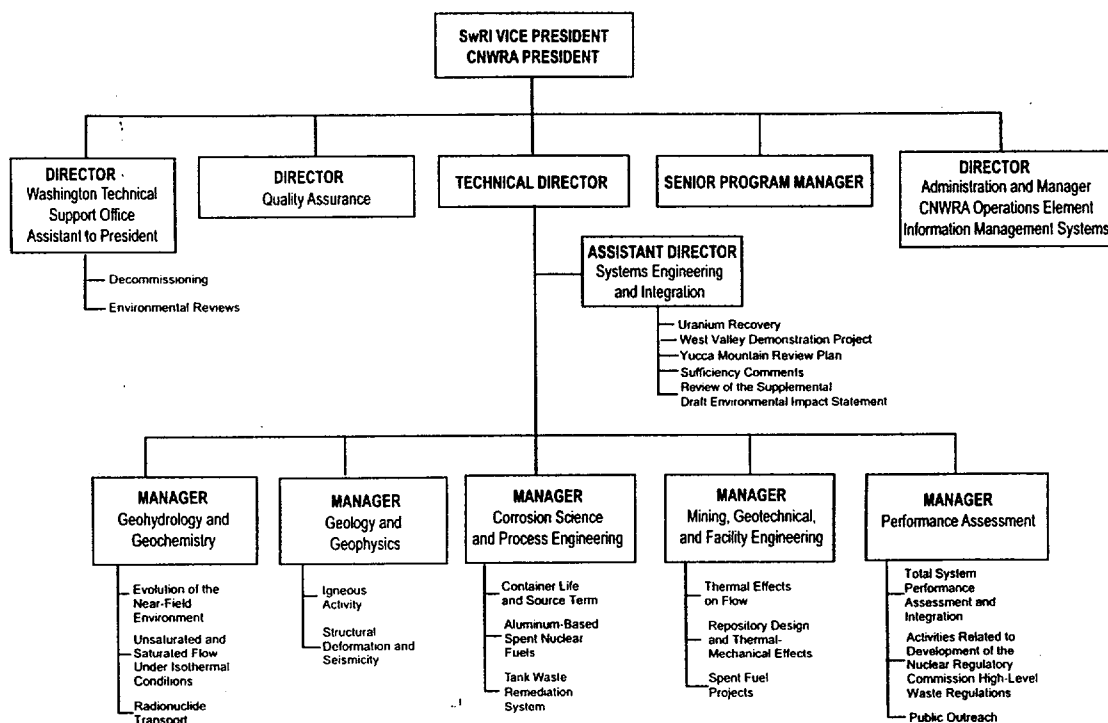 SwRI VICE PRESIDENT
CNWRA PRESIDENT
DIRECTOR
Washington Technical
Support Office
Assistant to President
Decommissioning
Environmental Reviews
DIRECTOR
Quality Assurance
TECHNICAL DIRECTOR
SENIOR PROGRAM MANAGER
DIRECTOR
Administration and Manager
CNWRA Operations Element
Information Management Systems
ASSISTANT DIRECTOR
Systems Engineering
and Integration
Uranium Recovery
West Valley Demonstration Project
Yucca Mountain Review Plan
Sufficiency Comments
Review of the Supplemental
Draft Environmental Impact Statement
MANAGER
Geohydrology and
Geochemistry
Evolution of the
Near-Field
Environment
Unsaturated and
Saturated Flow
Under Isothermal
Conditions
Radionuclide
Transport
MANAGER
Geology and
Geophysics
Igneous
Activity
Structural
Deformation and
Seismicity
MANAGER
Corrosion Science
and Process Engineering
Container Life
and Source Term
Aluminum-Based
Spent Nuclear
Fuels
Tank Waste
Remediation
System
MANAGER
Mining, Geotechnical,
and Facility Engineering
Thermal Effects
on Flow
Repository Design
and Thermal-
Mechanical Effects
Spent Fuel
Projects
MANAGER
Performance Assessment
Total System
Performance
Assessment and
Integration
Activities Related to
Development of the
Nuclear Regulatory
Commission High-Level
Waste Regulations
Public Outreach